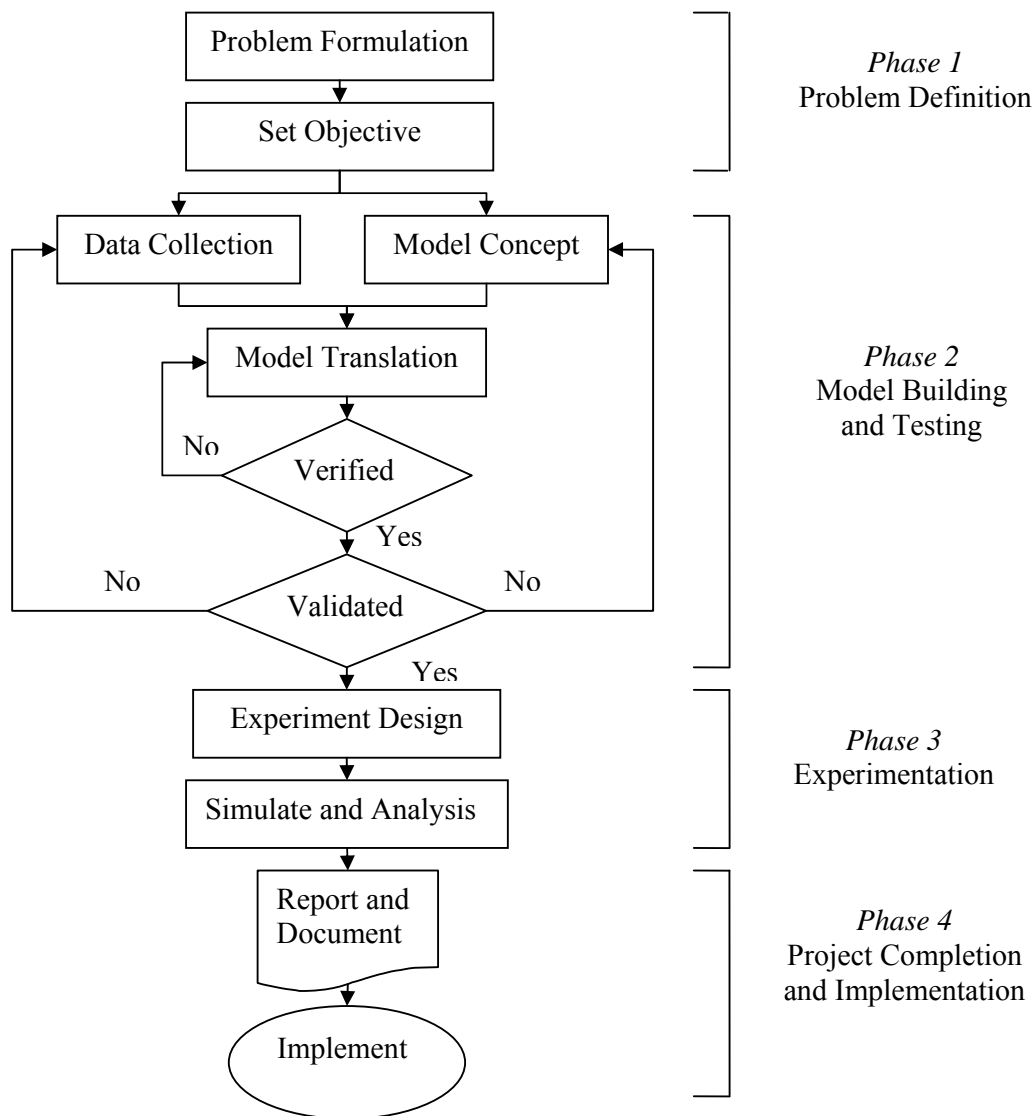 Problem Formulation
Phase 1
Problem Definition
Set Objective
Data Collection
Model Concept
Model Translation
Phase 2
Model Building
and Testing
No
Verified
Yes
No
No
Validated
Yes
Experiment Design
Phase 3
Experimentation
Simulate and Analysis
Report and
Document
Phase 4
Project Completion
and Implementation
Implement